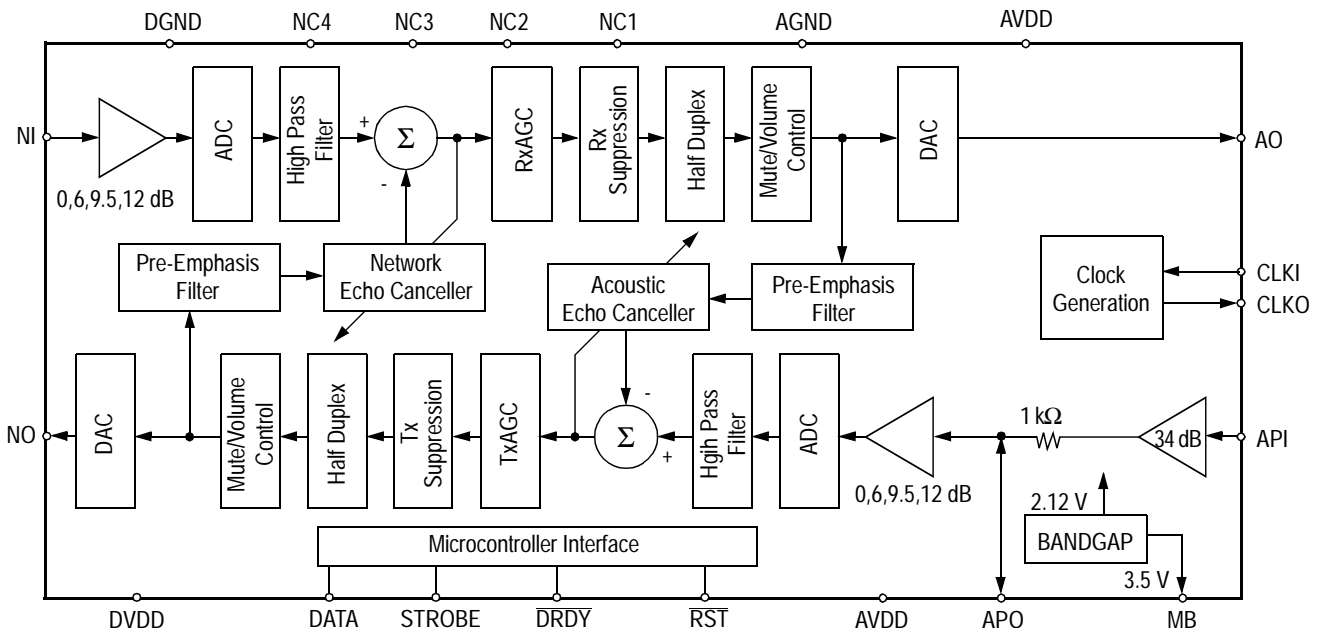 DGND NC4 NC3 NC2 NC1 AGND AVDD
NI
0,6,9.5,12 dB
ADC
High Pass
Filter
+
Σ
-
RxAGC
Rx
Suppression
Half Duplex
Mute/Volume
Control
DAC
AO
Pre-Emphasis
Filter
Network
Echo Canceller
Acoustic
Echo Canceller
Pre-Emphasis
Filter
Clock
Generation
CLKI
CLKO
NO
DAC
Mute/Volume
Control
Half Duplex
Tx
Suppression
TxAGC
Σ
-
+
Hgih Pass
Filter
ADC
0,6,9.5,12 dB
1 kΩ
34 dB
API
2.12 V
BANDGAP
3.5 V
Microcontroller Interface
DVDD DATA STROBE DRDY RST AVDD APO MB